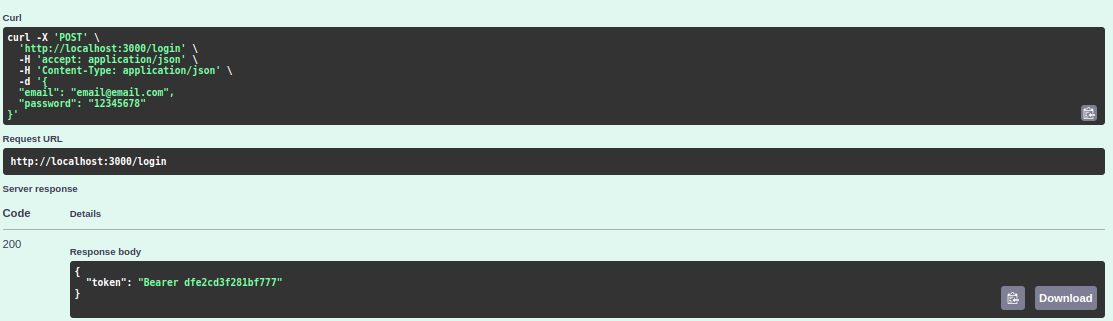 Curl
curl -X 'POST' \
  'http://localhost:3000/login' \
  -H 'accept: application/json' \
  -H 'Content-Type: application/json' \
  -d '{
  "email": "email@email.com",
  "password": "12345678"
}'
Request URL
http://localhost:3000/login
Server response
Code Details
200
Response body
{
  "token": "Bearer dfe2cd3f281bf777"
}
Download